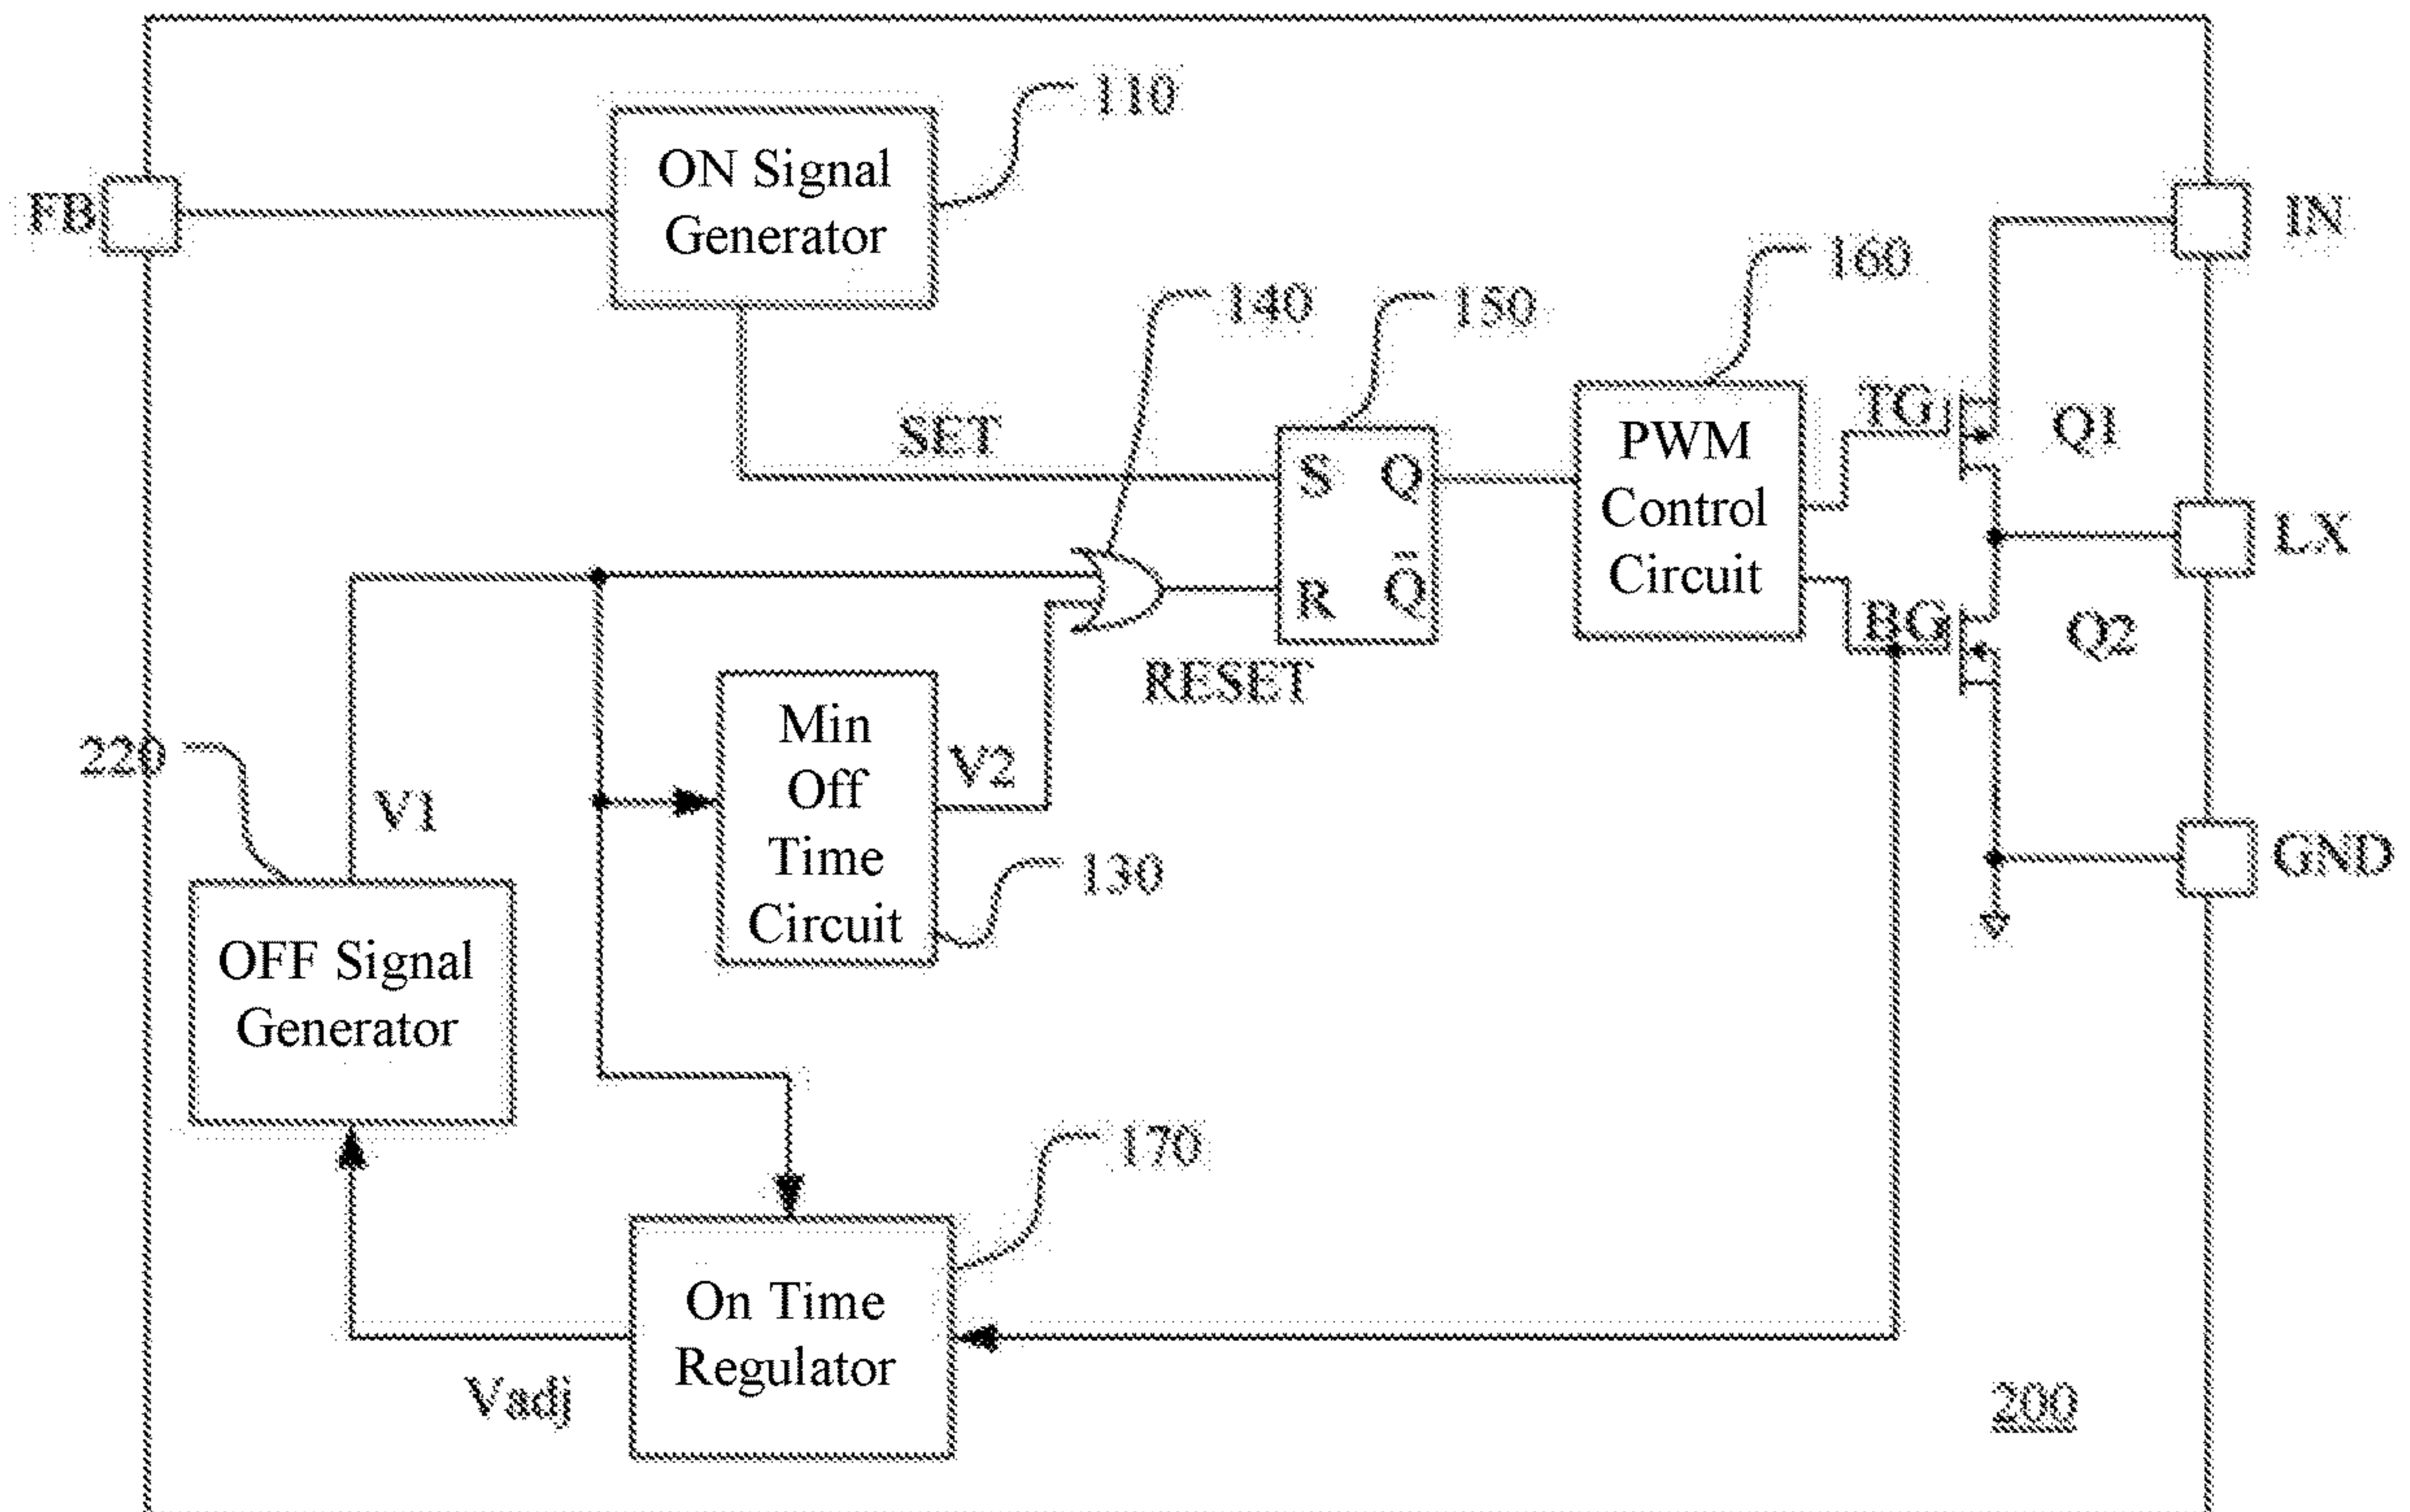 110
ON Signal
Generator
FB
IN
160
140
150
TG
Q1
SET
PWM
Control
Circuit
S Q
LX
R Q̅
BG
Q2
RESET
Min
Off
Time
Circuit
V2
220
V1
130
GND
OFF Signal
Generator
170
On Time
Regulator
Vadj
200